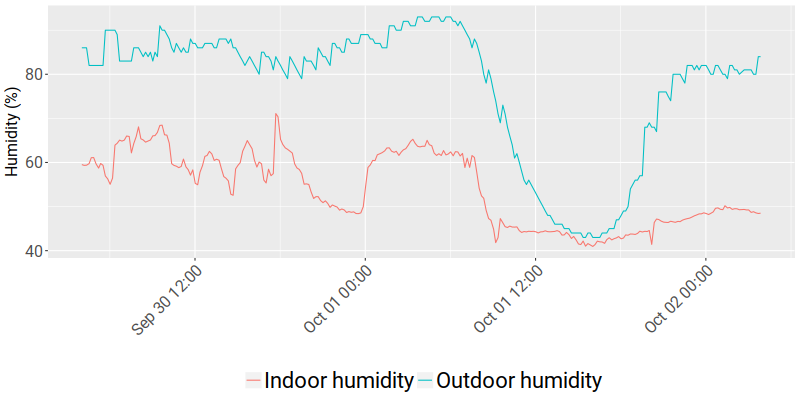 Humidity (%)
80
60
40
Sep 30 12:00
Oct 01 00:00
Oct 01 12:00
Oct 02 00:00
Indoor humidity
Outdoor humidity